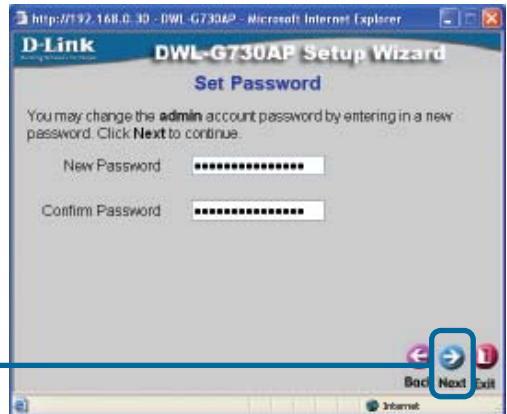 http://192.168.0.30 - DWL-G730AP - Microsoft Internet Explorer
D-Link
DWL-G730AP Setup Wizard
Set Password
You may change the admin account password by entering in a new
password. Click Next to continue.
New Password •••••••••••••••
Confirm Password •••••••••••••••
Back Next Exit
Internet